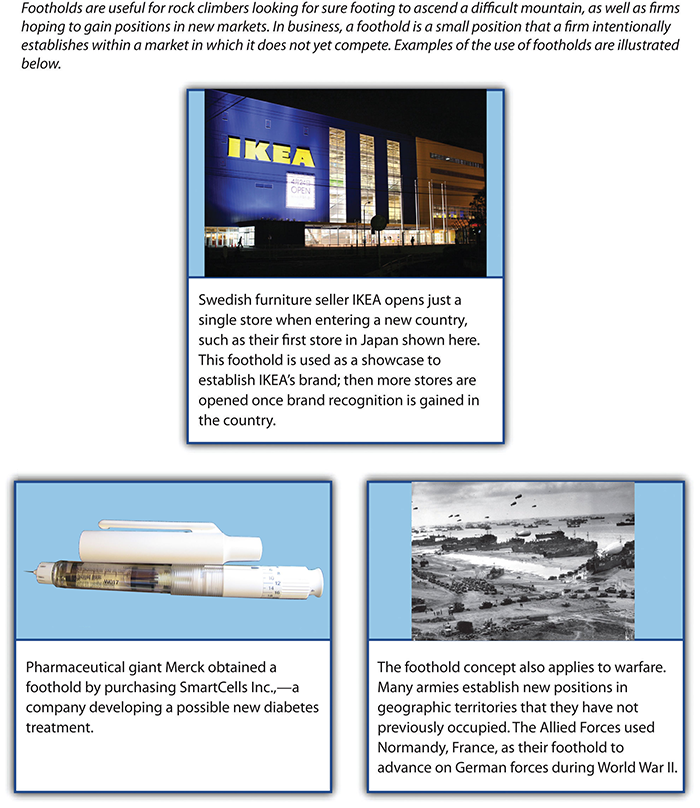 Footholds are useful for rock climbers looking for sure footing to ascend a difficult mountain, as well as firms
hoping to gain positions in new markets. In business, a foothold is a small position that a firm intentionally
establishes within a market in which it does not yet compete. Examples of the use of footholds are illustrated
below.
IKEA
OPEN
Swedish furniture seller IKEA opens just a
single store when entering a new country,
such as their first store in Japan shown here.
This foothold is used as a showcase to
establish IKEA’s brand; then more stores are
opened once brand recognition is gained in
the country.
Pharmaceutical giant Merck obtained a
foothold by purchasing SmartCells Inc.,—a
company developing a possible new diabetes
treatment.
The foothold concept also applies to warfare.
Many armies establish new positions in
geographic territories that they have not
previously occupied. The Allied Forces used
Normandy, France, as their foothold to
advance on German forces during World War II.